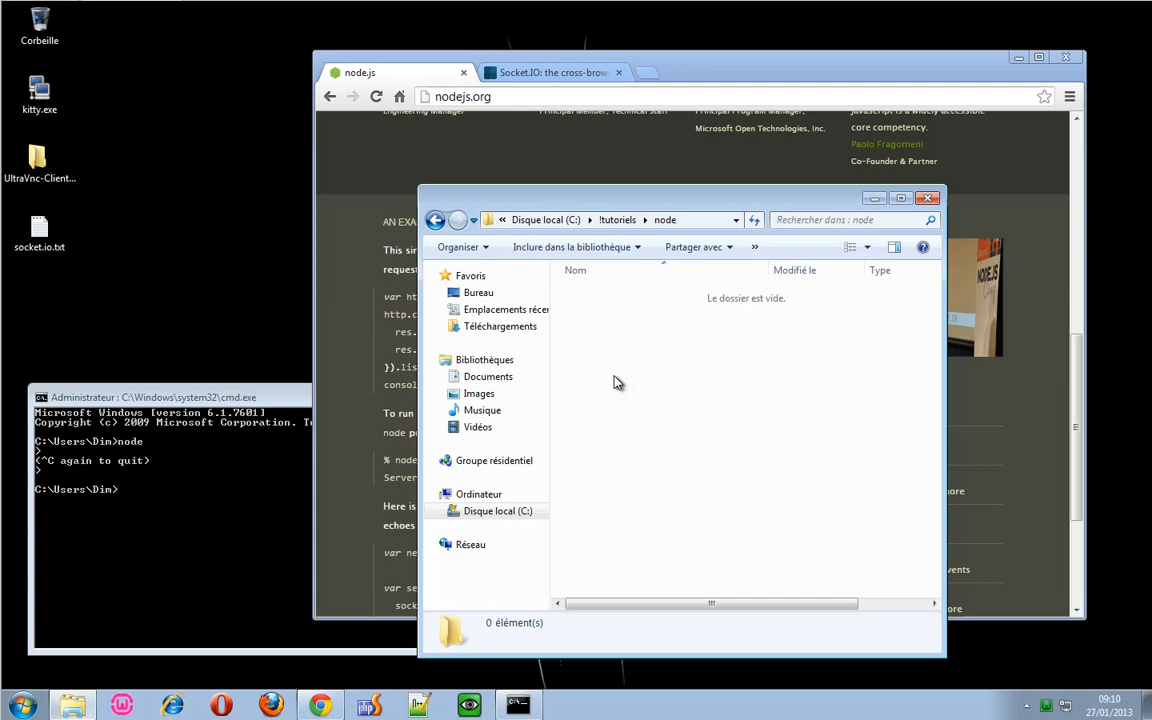 Corbeille
kitty.exe
UltraVnc-Client...
socket.io.txt
node.js
Socket.IO: the cross-brow
nodejs.org
Engineering Manager
Principal Member, Technical Staff
Principal Program Manager,
Microsoft Open Technologies, Inc.
JavaScript is a widely accessible
core competency.
Paolo Fragomeni
Co-Founder & Partner
AN EXA
This sir
reques
var ht
http.c
res.
res.
}).lis
consol
To run
node p
% node
Server
Here is
echoes
var ne
var se
sock
more
vents
ore
Disque local (C:)
!tutoriels
node
Rechercher dans : node
Organiser
Inclure dans la bibliothèque
Partager avec
»
Nom
Modifié le
Type
Le dossier est vide.
Favoris
Bureau
Emplacements récer
Téléchargements
Bibliothèques
Documents
Images
Musique
Vidéos
Groupe résidentiel
Ordinateur
Disque local (C:)
Réseau
0 élément(s)
Administrateur : C:\Windows\system32\cmd.exe
Microsoft Windows [version 6.1.7601]
Copyright (c) 2009 Microsoft Corporation. T
C:\Users\Dim>node
>
(^C again to quit)
>
C:\Users\Dim>
09:10
27/01/2013